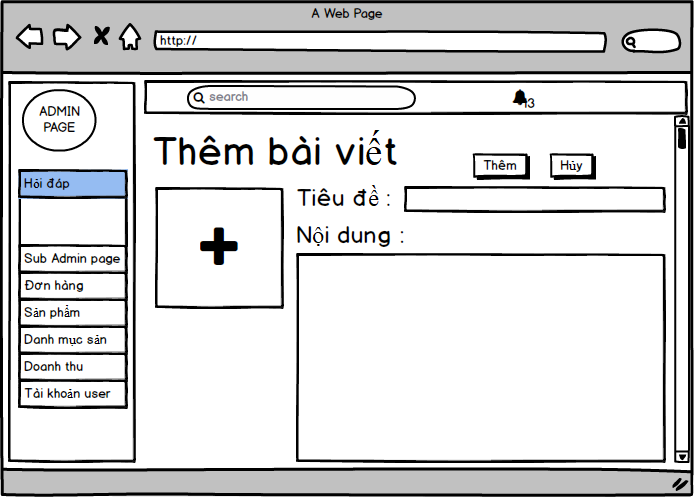 A Web Page
http://
search
13
ADMIN
PAGE
Hỏi đáp
Sub Admin page
Đơn hàng
Sản phẩm
Danh mục sản
Doanh thu
Tài khoản user
Thêm bài viết
Thêm
Hủy
Tiêu đề :
Nội dung :